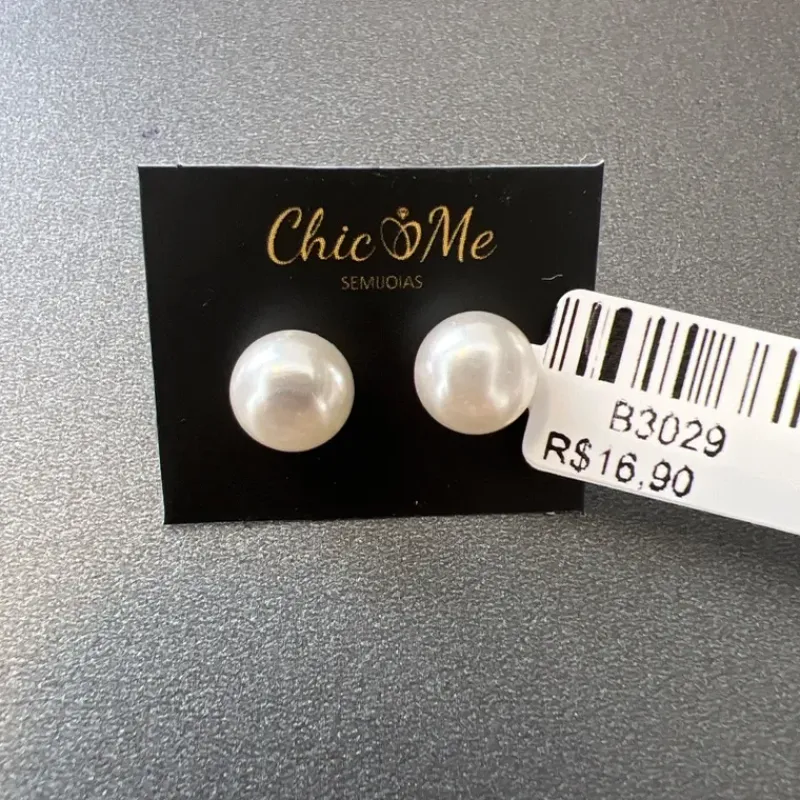 Chic Me
SEMIJOIAS
B3029
R$16,90